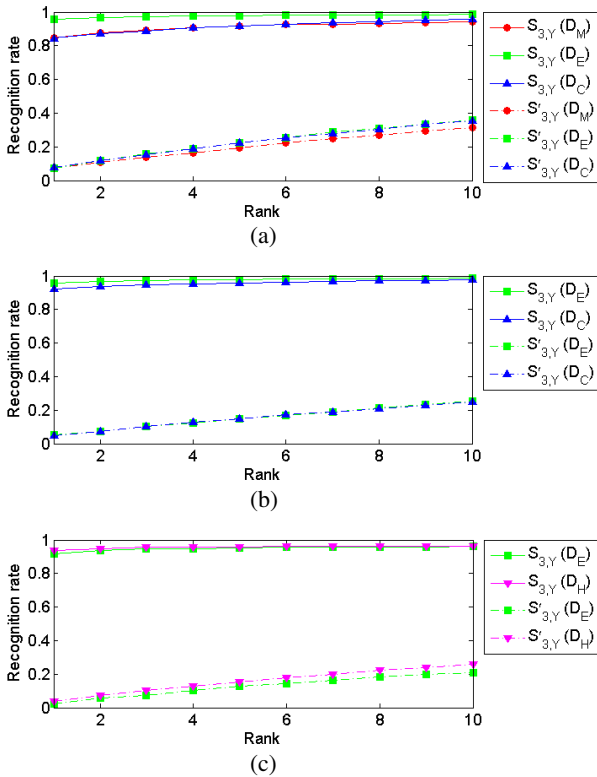 1
0.8
0.6
0.4
0.2
0
Recognition rate
2 4 6 8 10
Rank
S3,Y (DM)
S3,Y (DE)
S3,Y (DC)
S′3,Y (DM)
S′3,Y (DE)
S′3,Y (DC)
(a)
1
0.8
0.6
0.4
0.2
0
Recognition rate
2 4 6 8 10
Rank
S3,Y (DE)
S3,Y (DC)
S′3,Y (DE)
S′3,Y (DC)
(b)
1
0.8
0.6
0.4
0.2
0
Recognition rate
2 4 6 8 10
Rank
S3,Y (DE)
S3,Y (DH)
S′3,Y (DE)
S′3,Y (DH)
(c)